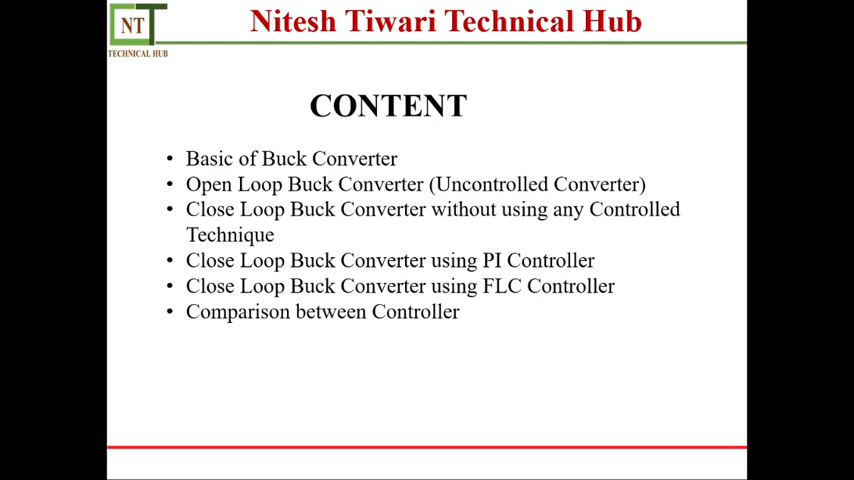 NT
TECHNICAL HUB
Nitesh Tiwari Technical Hub
CONTENT
• Basic of Buck Converter
• Open Loop Buck Converter (Uncontrolled Converter)
• Close Loop Buck Converter without using any Controlled
Technique
• Close Loop Buck Converter using PI Controller
• Close Loop Buck Converter using FLC Controller
• Comparison between Controller